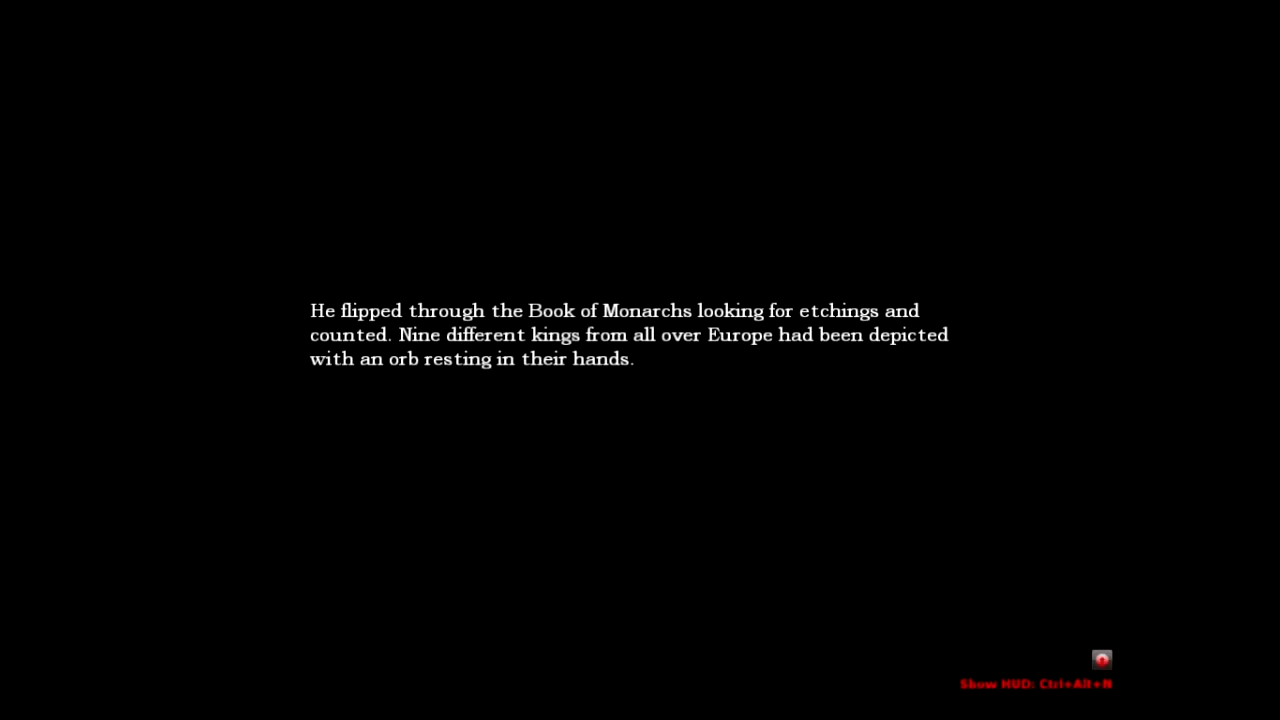 He flipped through the Book of Monarchs looking for etchings and
counted. Nine different kings from all over Europe had been depicted
with an orb resting in their hands.
Show HUD: Ctrl+Alt+N